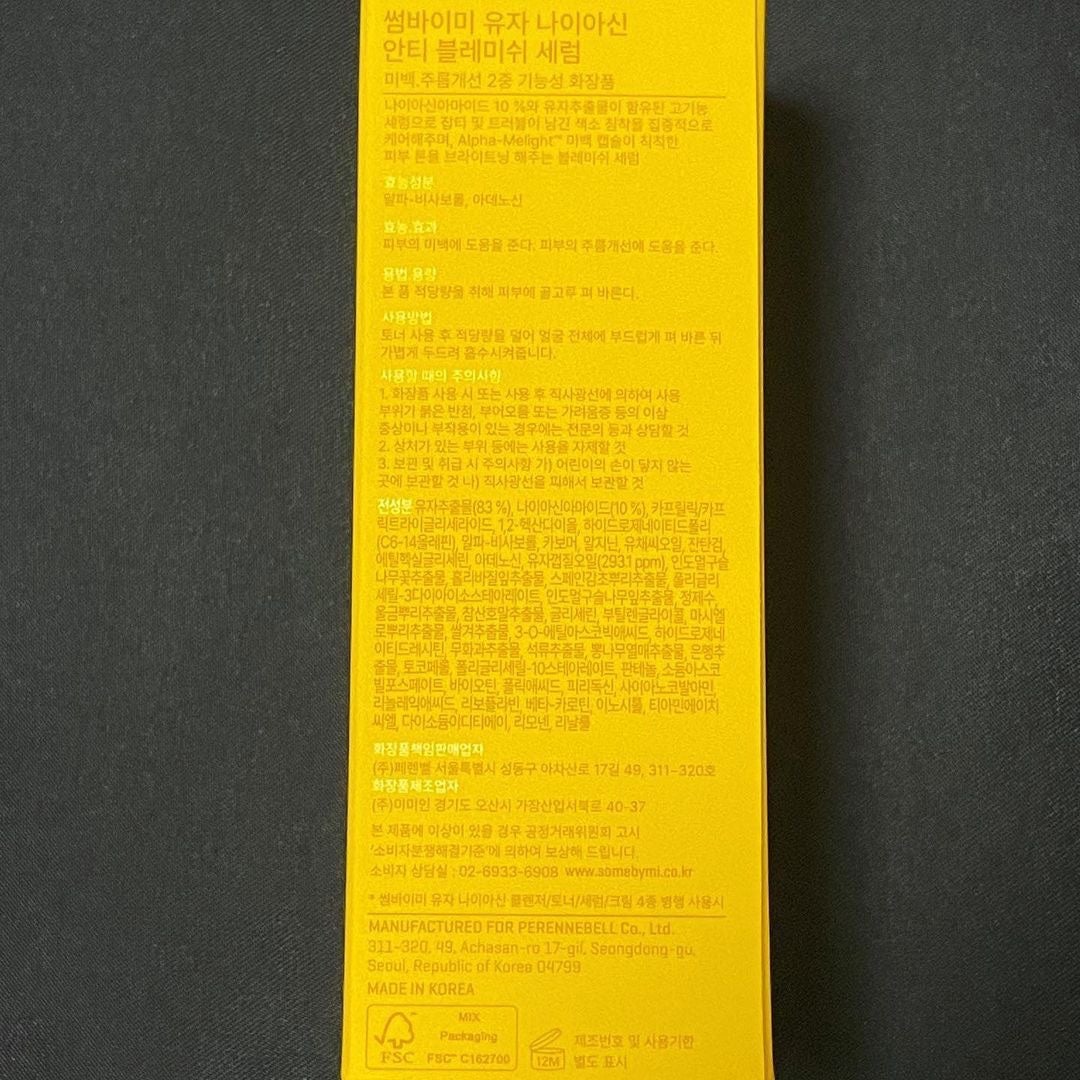 썸바이미 유자 나이아신
안티 블레미쉬 세럼
미백.주름개선 2중 기능성 화장품
나이아신아마이드 10 %와 유자추출물이 함유된 고기능
세럼으로 잡티 및 트러블이 남긴 색소 침착을 집중적으로
케어해주며, Alpha-Melight™ 미백 캡슐이 칙칙한
피부 톤을 브라이트닝 해주는 블레미쉬 세럼
효능성분
알파-비사보롤, 아데노신
효능.효과
피부의 미백에 도움을 준다. 피부의 주름개선에 도움을 준다.
용법 용량
본 품 적당량을 취해 피부에 골고루 펴 바른다.
사용방법
토너 사용 후 적당량을 덜어 얼굴 전체에 부드럽게 펴 바른 뒤
가볍게 두드려 흡수시켜줍니다.
사용할 때의 주의사항
1. 화장품 사용 시 또는 사용 후 직사광선에 의하여 사용
부위가 붉은 반점, 부어오름 또는 가려움증 등의 이상
증상이나 부작용이 있는 경우에는 전문의 등과 상담할 것
2. 상처가 있는 부위 등에는 사용을 자제할 것
3. 보관 및 취급 시 주의사항 가) 어린이의 손이 닿지 않는
곳에 보관할 것 나) 직사광선을 피해서 보관할 것
전성분 유자추출물(83 %), 나이아신아마이드(10 %), 카프릴릭/카프
릭트라이글리세라이드, 1,2-헥산다이올, 하이드로제네이티드폴리
(C6-14올레핀), 알파-비사보롤, 카보머, 알지닌, 유채씨오일, 잔탄검,
에틸헥실글리세린, 아데노신, 유자껍질오일(293.1 ppm), 인도멀구슬
나무꽃추출물, 홀리바질잎추출물, 스페인감초뿌리추출물, 폴리글리
세릴-3다이아이소스테아레이트, 인도멀구슬나무잎추출물, 정제수,
울금뿌리추출물, 참산호말추출물, 글리세린, 부틸렌글라이콜, 마시엘
로뿌리추출물, 쌀겨추출물, 3-O-에틸아스코빅애씨드, 하이드로제네
이티드레시틴, 무화과추출물, 석류추출물, 뽕나무열매추출물, 은행추
출물, 토코페롤, 폴리글리세릴-10스테아레이트, 판테놀, 소듐아스코
빌포스페이트, 바이오틴, 폴릭애씨드, 피리독신, 사이아노코발아민,
리놀레익애씨드, 리보플라빈, 베타-카로틴, 이노시톨, 티아민에이치
씨엘, 다이소듐이디티에이, 리모넨, 리날룰
화장품책임판매업자
(주)페렌벨 서울특별시 성동구 아차산로 17길 49, 311-320호
화장품제조업자
(주)미미인 경기도 오산시 가장산업서북로 40-37
본 제품에 이상이 있을 경우 공정거래위원회 고시
'소비자분쟁해결기준'에 의하여 보상해 드립니다.
소비자 상담실 : 02-6933-6908 www.somebymi.co.kr
* 썸바이미 유자 나이아신 클렌저/토너/세럼/크림 4종 병행 사용시
MANUFACTURED FOR PERENNEBELL Co., Ltd.
311-320, 49, Achasan-ro 17-gil, Seongdong-gu,
Seoul, Republic of Korea 04799
MADE IN KOREA
MIX
Packaging
FSC™ C162700
FSC
12M
제조번호 및 사용기한
별도 표시